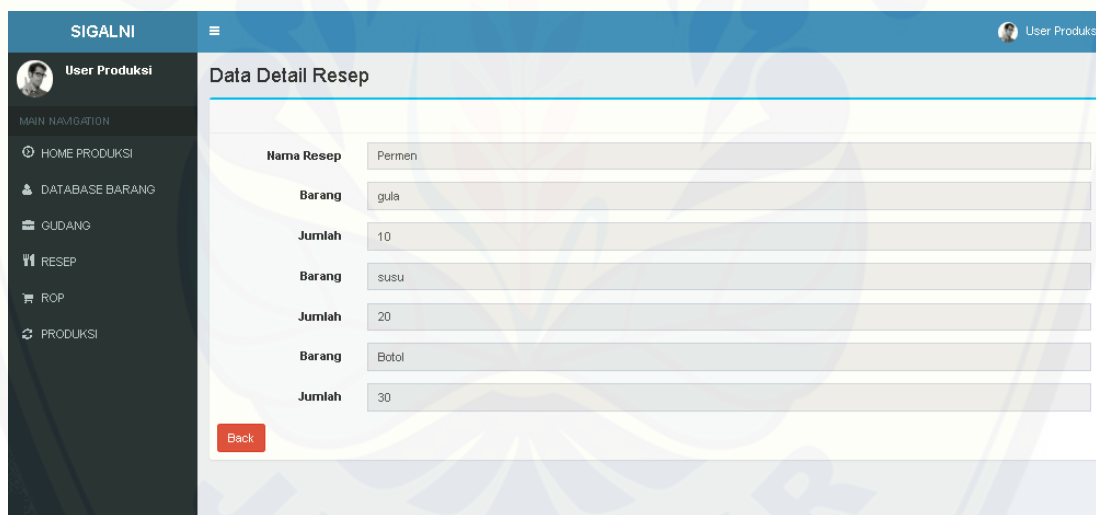 SIGALNI
User Produks
User Produksi
MAIN NAVIGATION
HOME PRODUKSI
DATABASE BARANG
GUDANG
RESEP
ROP
PRODUKSI
Data Detail Resep
Nama Resep Permen
Barang gula
Jumlah 10
Barang susu
Jumlah 20
Barang Botol
Jumlah 30
Back